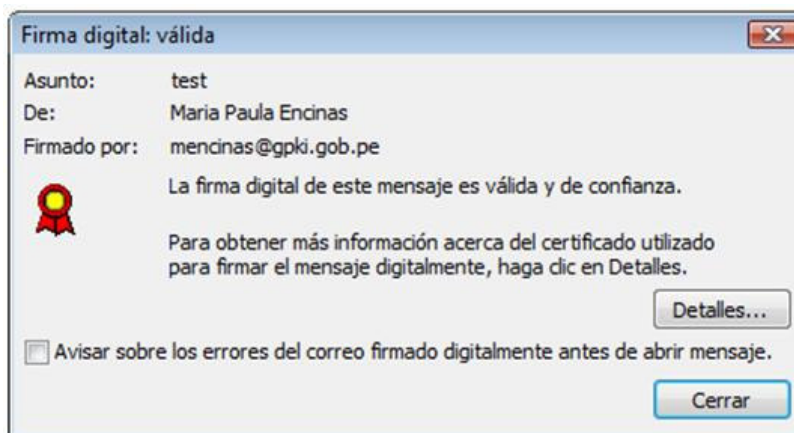 Firma digital: válida
Asunto: test
De: Maria Paula Encinas
Firmado por: mencinas@gpki.gob.pe
La firma digital de este mensaje es válida y de confianza.
Para obtener más información acerca del certificado utilizado
para firmar el mensaje digitalmente, haga clic en Detalles.
Detalles...
Avisar sobre los errores del correo firmado digitalmente antes de abrir mensaje.
Cerrar